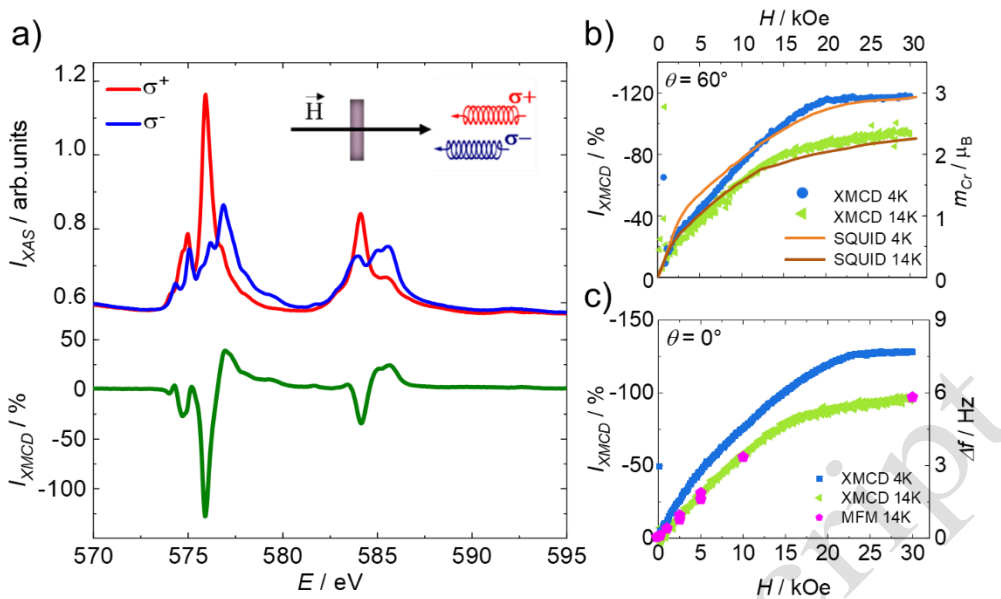 a)
σ+
σ-
H
σ+
σ-
I_XAS / arb.units
1.2
1.0
0.8
0.6
I_XMCD / %
50
0
-50
-100
570 575 580 585 590 595
E / eV
b)
H / kOe
0 5 10 15 20 25 30
θ = 60°
I_XMCD / %
-120
-80
-40
0
m_Cr / μB
3
2
1
0
XMCD 4K
XMCD 14K
SQUID 4K
SQUID 14K
c)
θ = 0°
I_XMCD / %
-150
-100
-50
0
Δf / Hz
9
6
3
0
XMCD 4K
XMCD 14K
MFM 14K
0 5 10 15 20 25 30
H / kOe
cript